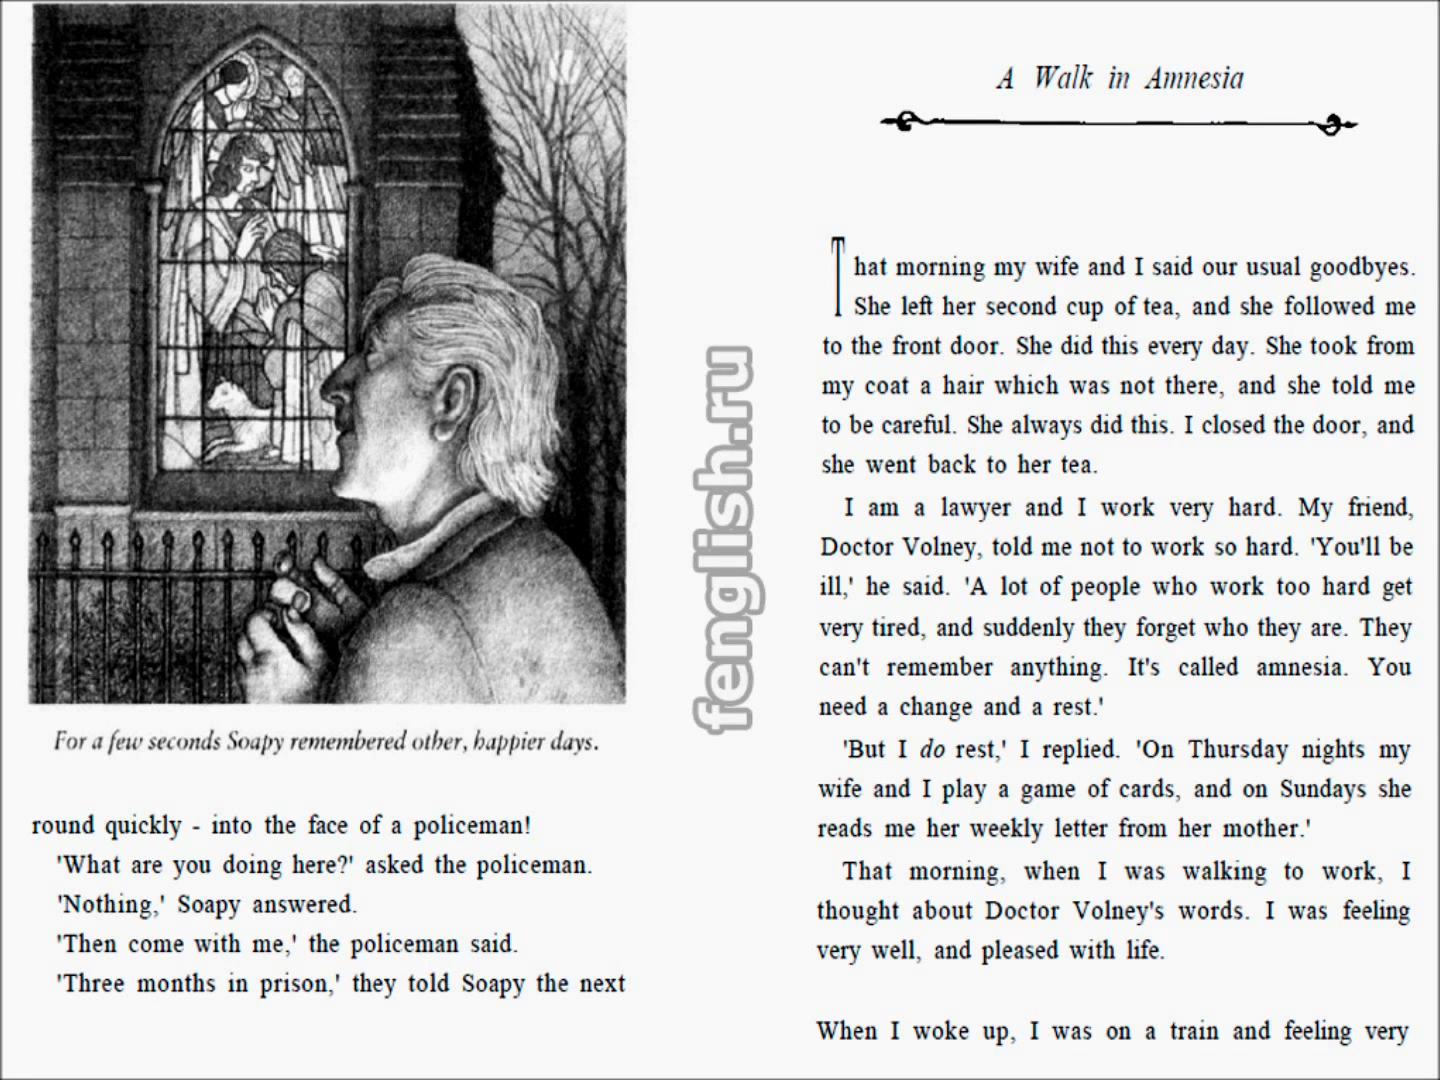 For a few seconds Soapy remembered other, happier days.
round quickly - into the face of a policeman!
'What are you doing here?' asked the policeman.
'Nothing,' Soapy answered.
'Then come with me,' the policeman said.
'Three months in prison,' they told Soapy the next
fenglish.ru
A Walk in Amnesia
That morning my wife and I said our usual goodbyes.
She left her second cup of tea, and she followed me
to the front door. She did this every day. She took from
my coat a hair which was not there, and she told me
to be careful. She always did this. I closed the door, and
she went back to her tea.
I am a lawyer and I work very hard. My friend,
Doctor Volney, told me not to work so hard. 'You'll be
ill,' he said. 'A lot of people who work too hard get
very tired, and suddenly they forget who they are. They
can't remember anything. It's called amnesia. You
need a change and a rest.'
'But I do rest,' I replied. 'On Thursday nights my
wife and I play a game of cards, and on Sundays she
reads me her weekly letter from her mother.'
That morning, when I was walking to work, I
thought about Doctor Volney's words. I was feeling
very well, and pleased with life.
When I woke up, I was on a train and feeling very